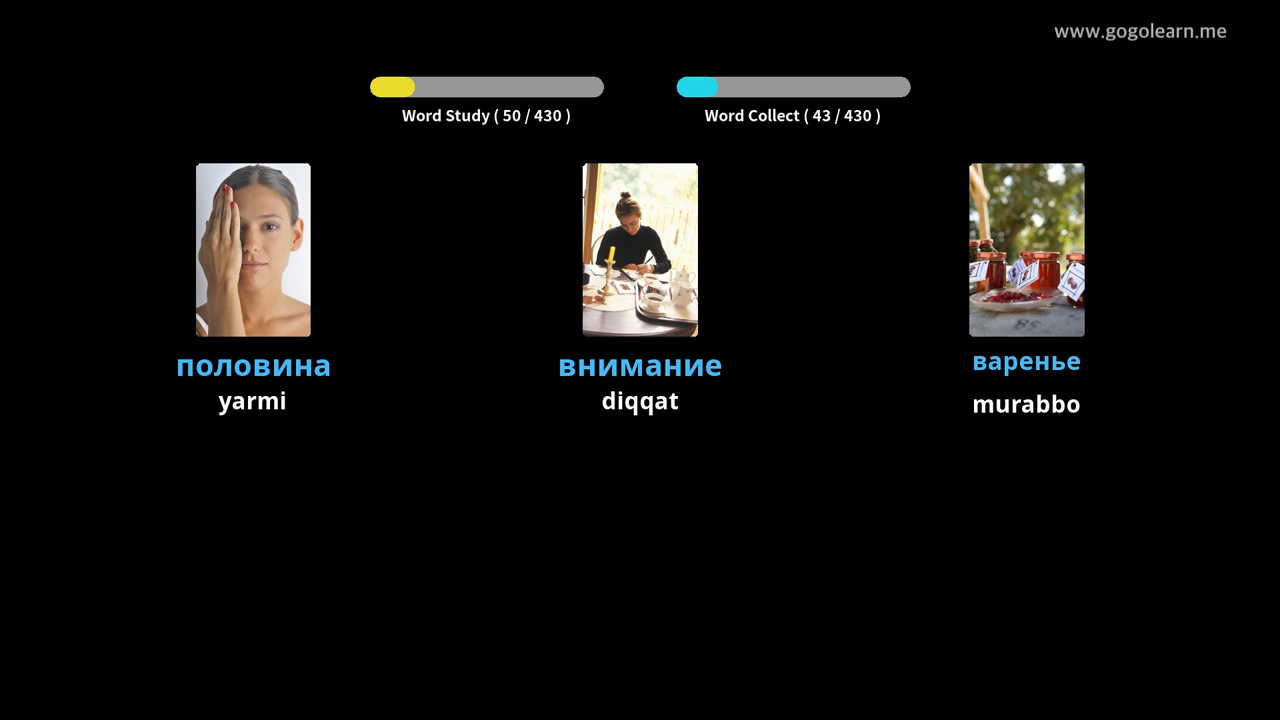 www.gogolearn.me
Word Study ( 50 / 430 )
Word Collect ( 43 / 430 )
половина
yarmi
внимание
diqqat
варенье
murabbo